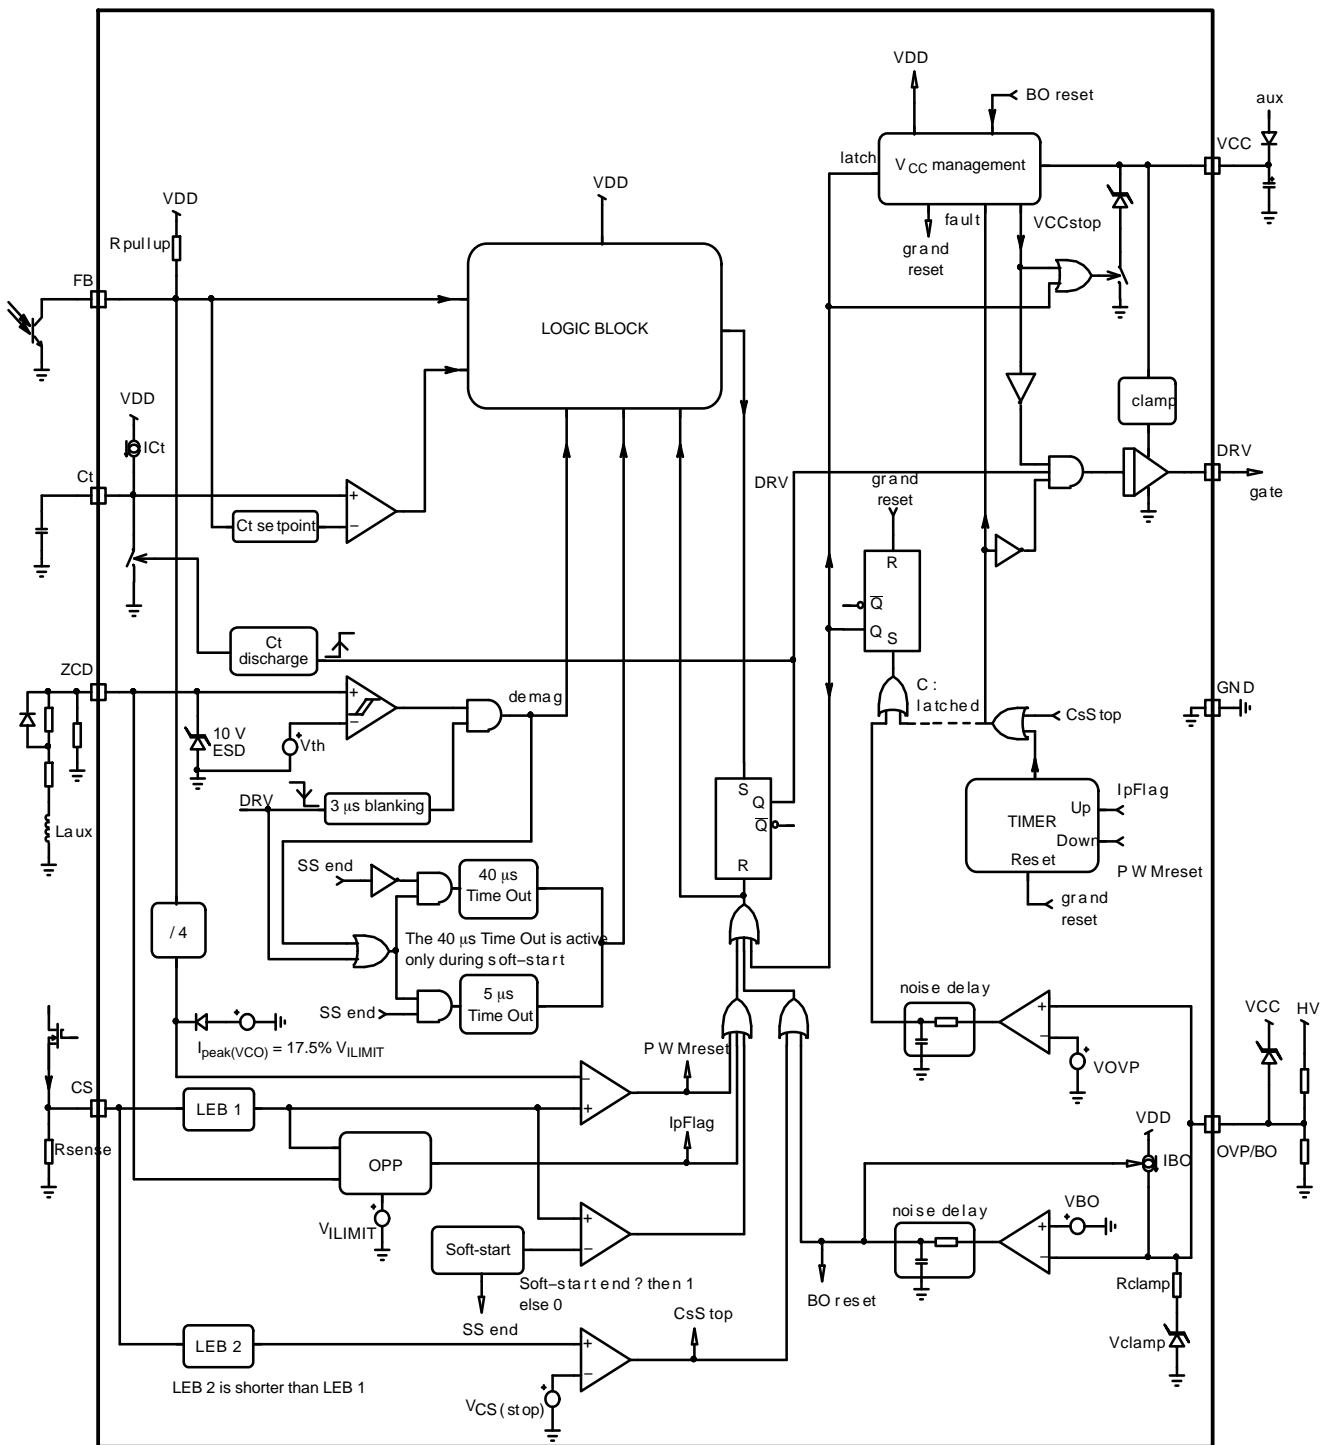 VDD
BO reset
aux
VCC
latch
VCC management
VDD
VDD
fault
VCCstop
grand
reset
Rpullup
FB
LOGIC BLOCK
VDD
clamp
ICt
DRV
Ct
grand
reset
DRV
gate
Ct setpoint
+
−
R
Q
Q
S
Ct
discharge
ZCD
demag
C :
latched
GND
CsStop
+
−
10 V
ESD
Vth
+
DRV
3 µs blanking
S
Q
Q
R
IpFlag
Up
TIMER
Down
Reset
PWMreset
Laux
SS end
40 µs
Time Out
grand
reset
/ 4
The 40 µs Time Out is active
only during soft−start
5 µs
Time Out
SS end
noise delay
+
−
VCC
HV
Ipeak(VCO) = 17.5% VILIMIT
+
PWMreset
VOVP
+
CS
LEB 1
−
+
IpFlag
VDD
Rsense
OPP
IBO
OVP/BO
VILIMIT
+
noise delay
VBO
+
+
−
Soft-start
+
−
Soft−start end ? then 1
else 0
BO reset
Rclamp
SS end
CsStop
LEB 2
+
−
Vclamp
LEB 2 is shorter than LEB 1
VCS(stop)
+